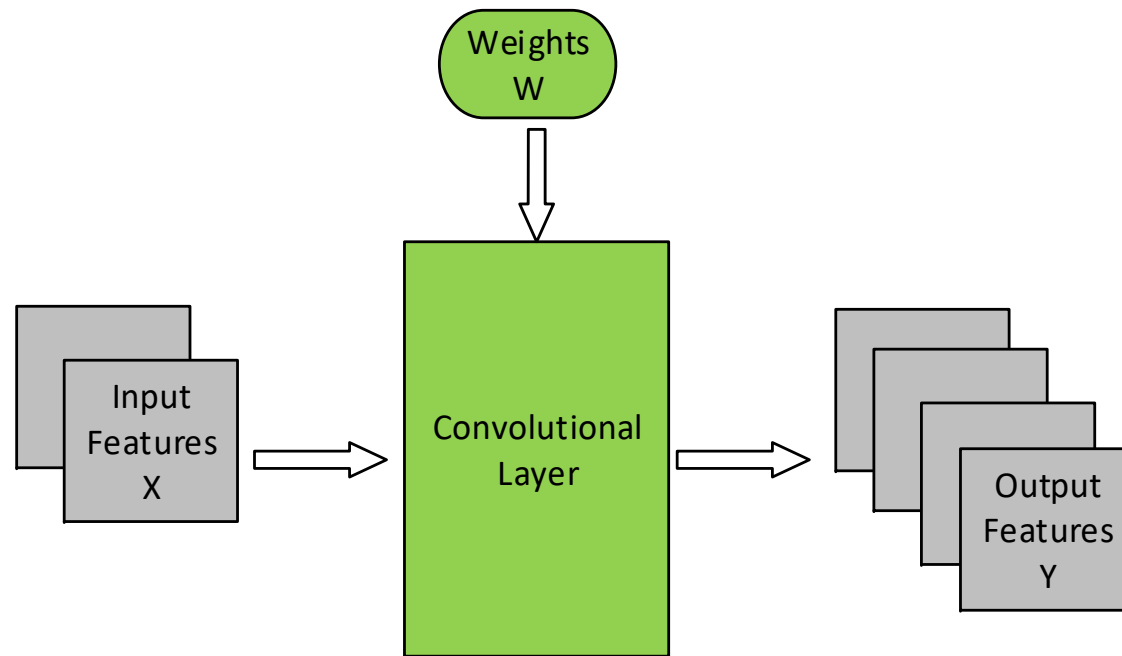 Weights
W
Input
Features
X
Convolutional
Layer
Output
Features
Y